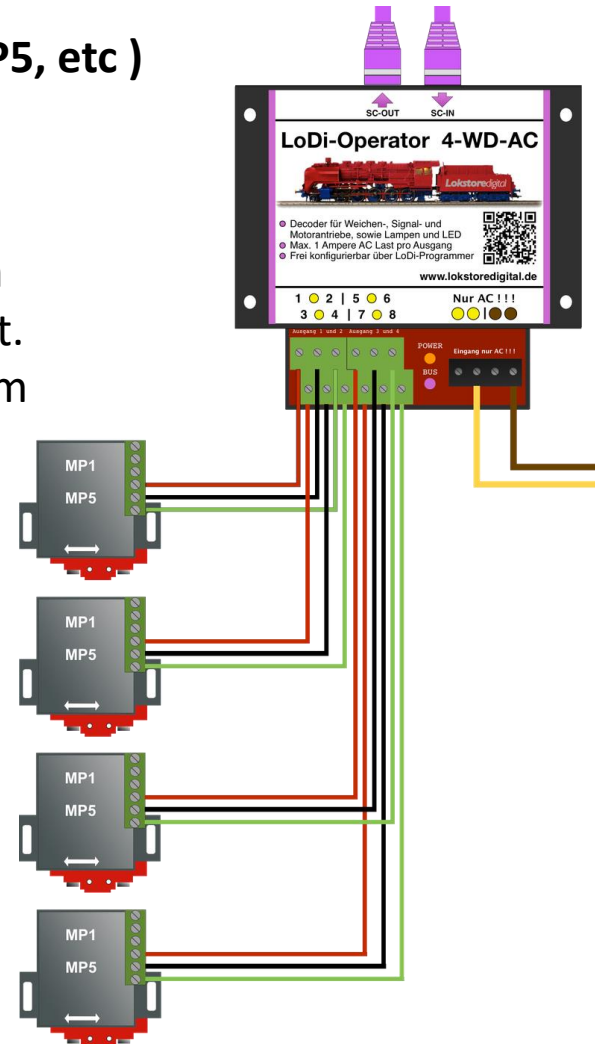 P5, etc )
t.
m
SC-OUT SC-IN
LoDi-Operator 4-WD-AC
Lokstoredigital
Decoder für Weichen-, Signal- und
Motorantriebe, sowie Lampen und LED
Max. 1 Ampere AC Last pro Ausgang
Frei konfigurierbar über LoDi-Programmer
www.lokstoredigital.de
1 2 | 5 6 Nur AC !!!
3 4 | 7 8
Ausgang 1 und 2 Ausgang 3 und 4
POWER
Eingang nur AC !!!
BUS
MP1
MP5
MP1
MP5
MP1
MP5
MP1
MP5